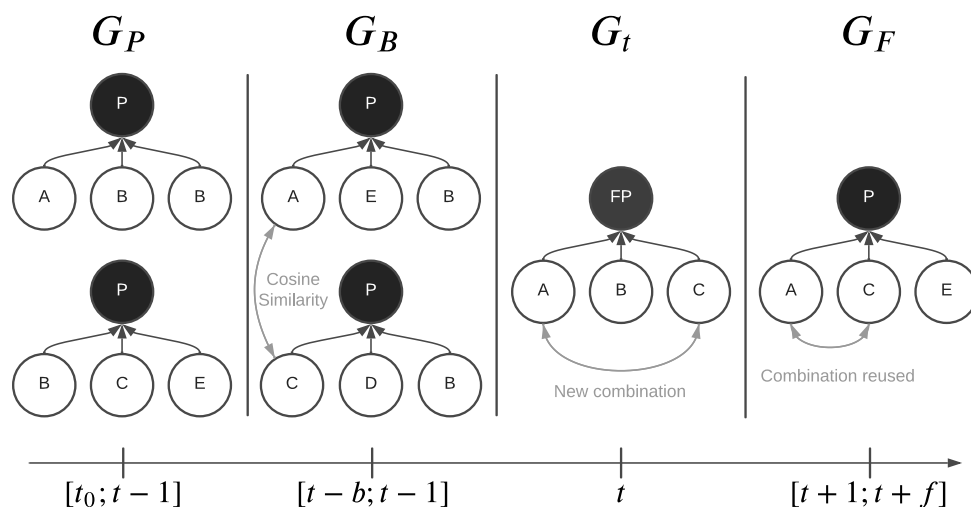 G_P G_B G_t G_F
P P
A B B A E B FP P
P Cosine P A B C A C E
Similarity
B C E C D B New combination Combination reused
[t_0; t − 1] [t − b; t − 1] t [t + 1; t + f]